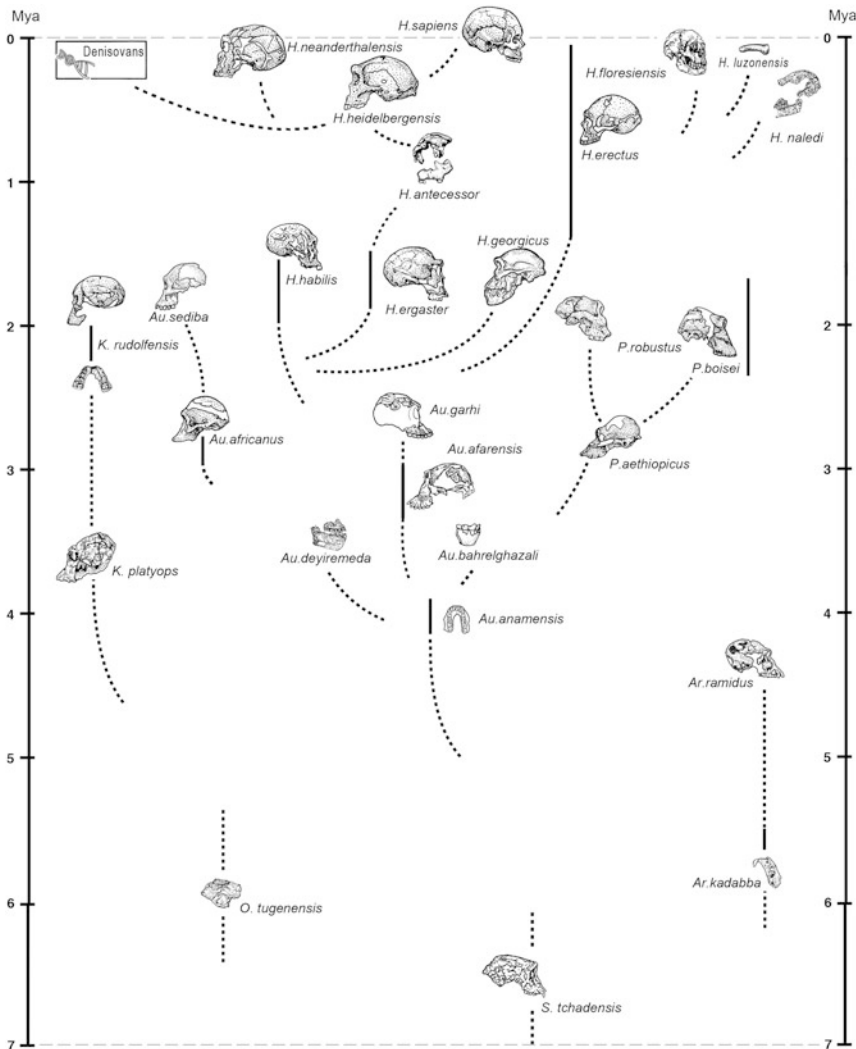 Mya
Mya
0
0
Denisovans
H.neanderthalensis
H.sapiens
H.heidelbergensis
H.floresiensis
H. luzonensis
H.erectus
H. naledi
1
1
H.antecessor
H.habilis
H.ergaster
H.georgicus
2
2
K. rudolfensis
Au.sediba
P.robustus
P.boisei
Au.africanus
Au.garhi
Au.afarensis
P.aethiopicus
3
3
K. platyops
Au.deyiremeda
Au.bahrelghazali
4
4
Au.anamensis
Ar.ramidus
5
5
Ar.kadabba
6
6
O. tugenensis
S. tchadensis
7
7